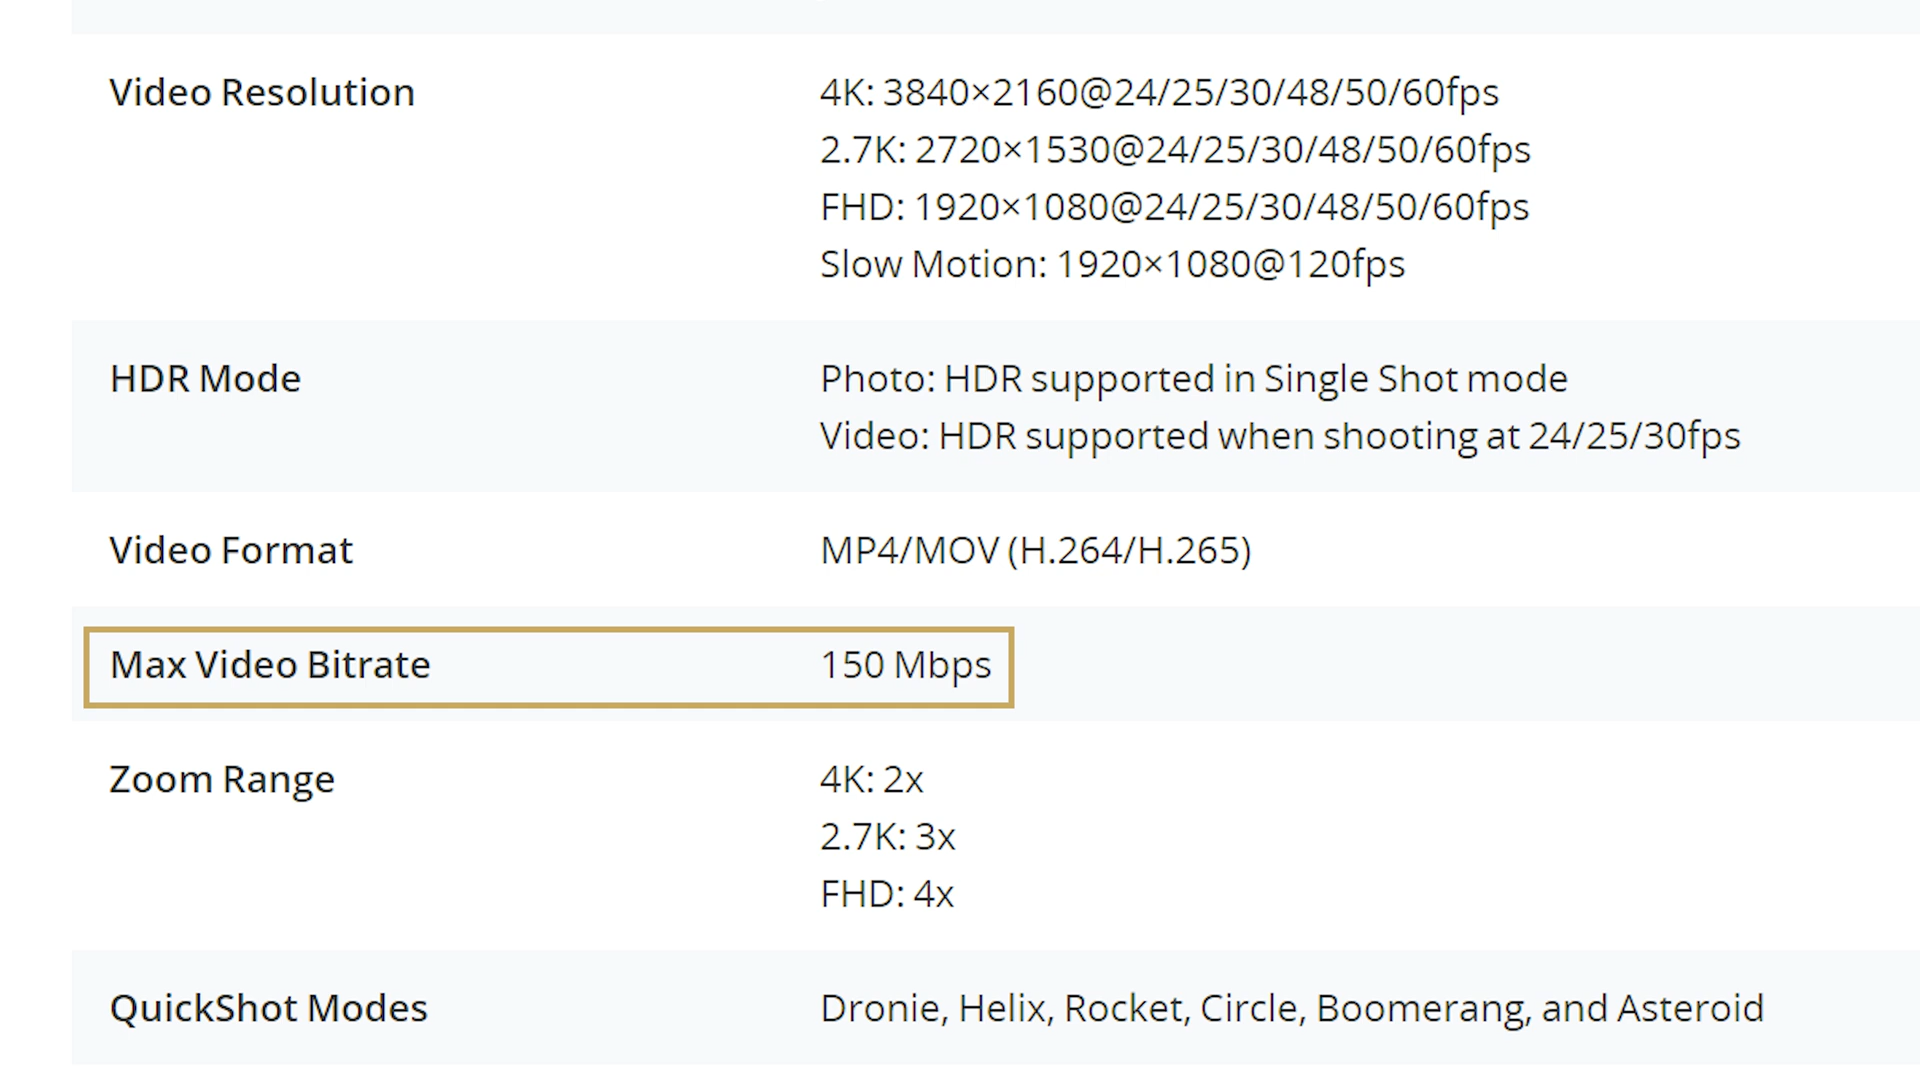 Video Resolution
4K: 3840×2160@24/25/30/48/50/60fps
2.7K: 2720×1530@24/25/30/48/50/60fps
FHD: 1920×1080@24/25/30/48/50/60fps
Slow Motion: 1920×1080@120fps
HDR Mode
Photo: HDR supported in Single Shot mode
Video: HDR supported when shooting at 24/25/30fps
Video Format
MP4/MOV (H.264/H.265)
Max Video Bitrate
150 Mbps
Zoom Range
4K: 2x
2.7K: 3x
FHD: 4x
QuickShot Modes
Dronie, Helix, Rocket, Circle, Boomerang, and Asteroid